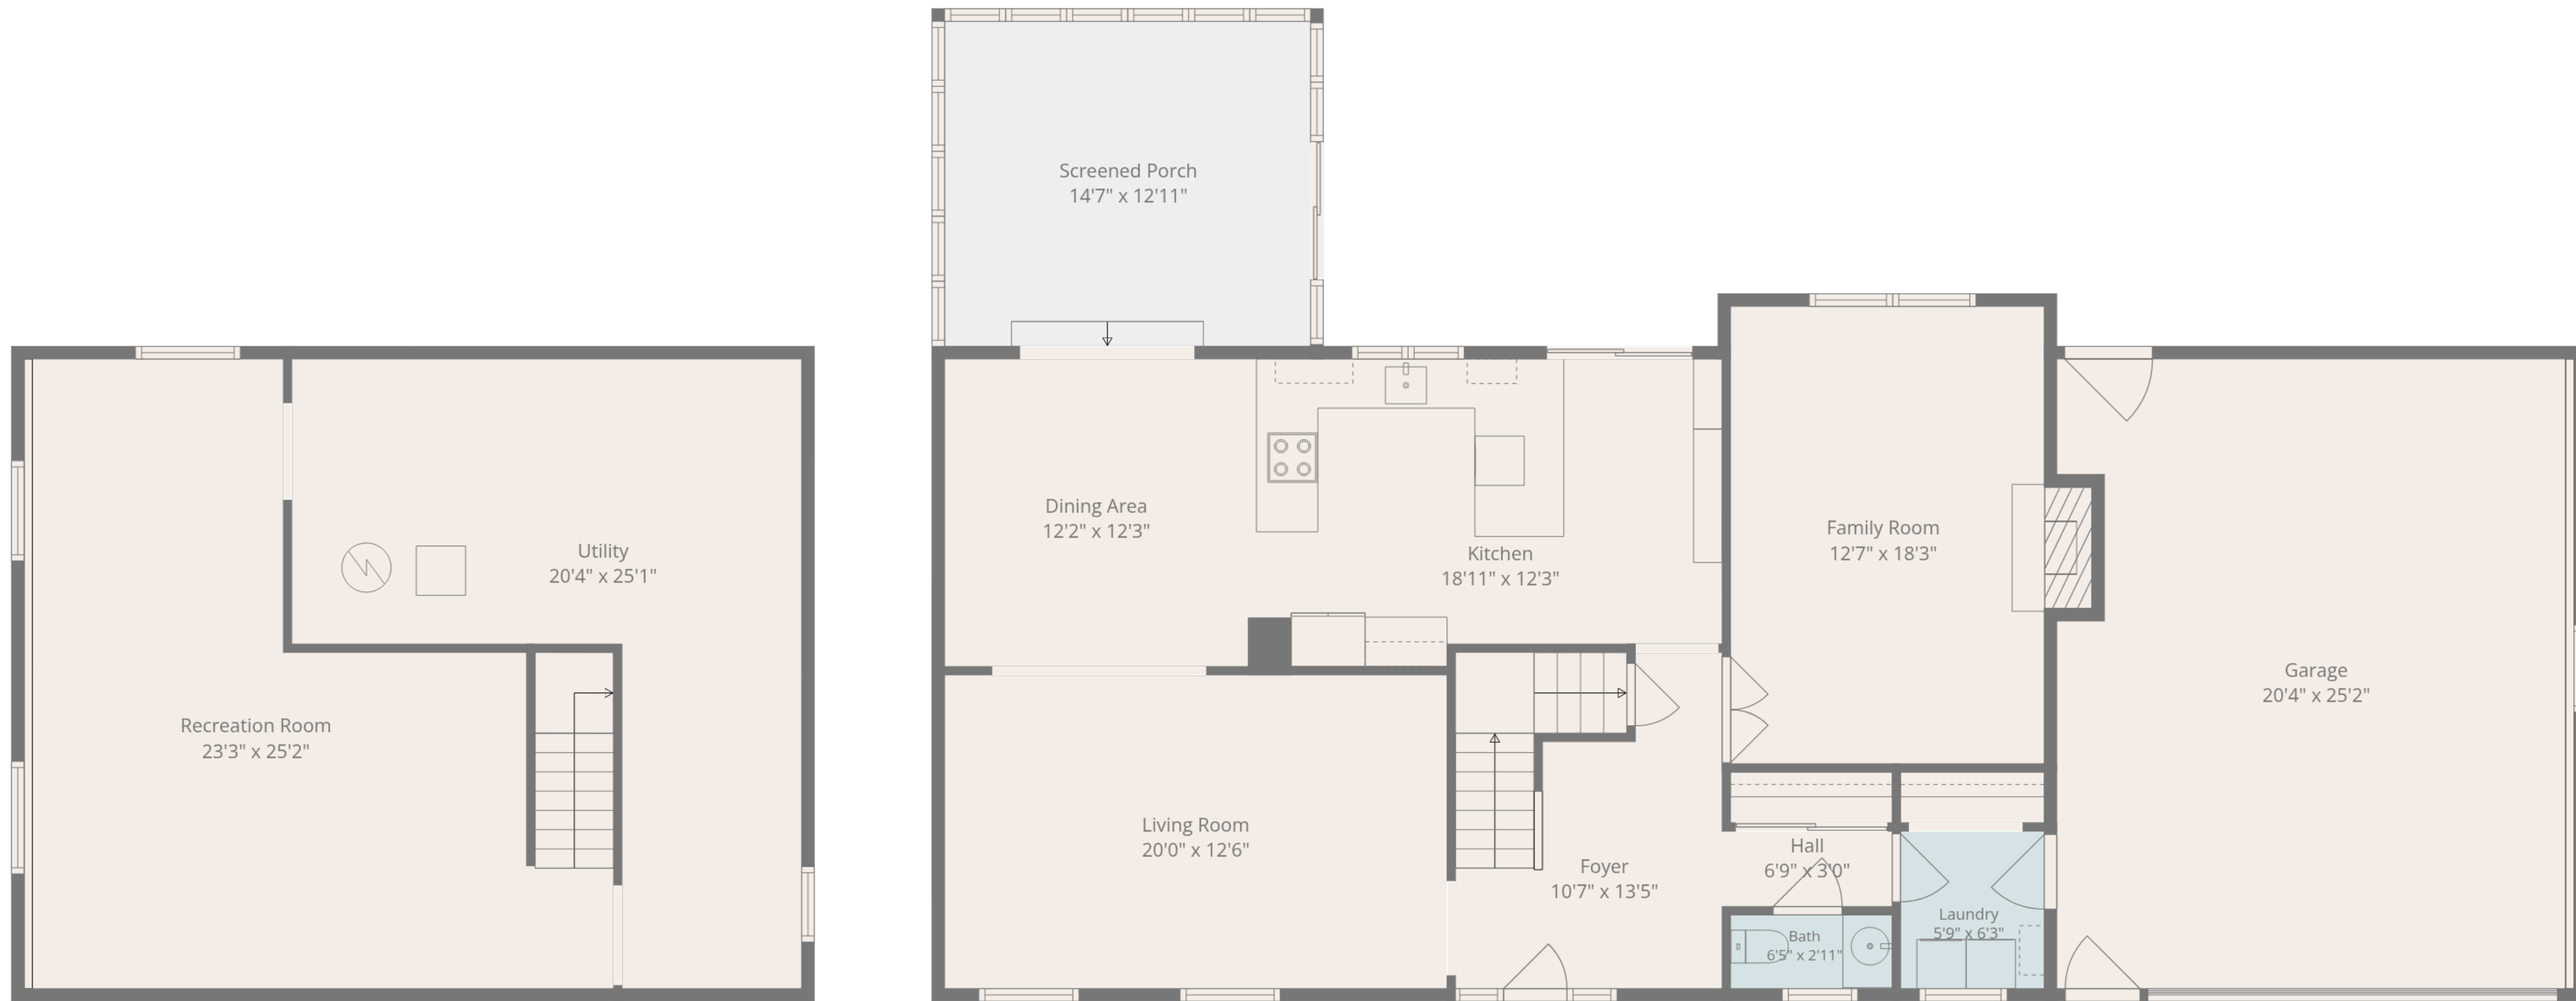 Screened Porch
14'7" x 12'11"
Dining Area
12'2" x 12'3"
Kitchen
18'11" x 12'3"
Family Room
12'7" x 18'3"
Utility
20'4" x 25'1"
Garage
20'4" x 25'2"
Recreation Room
23'3" x 25'2"
Living Room
20'0" x 12'6"
Foyer
10'7" x 13'5"
Hall
6'9" x 3'0"
Laundry
5'9" x 6'3"
Bath
6'5" x 2'11"